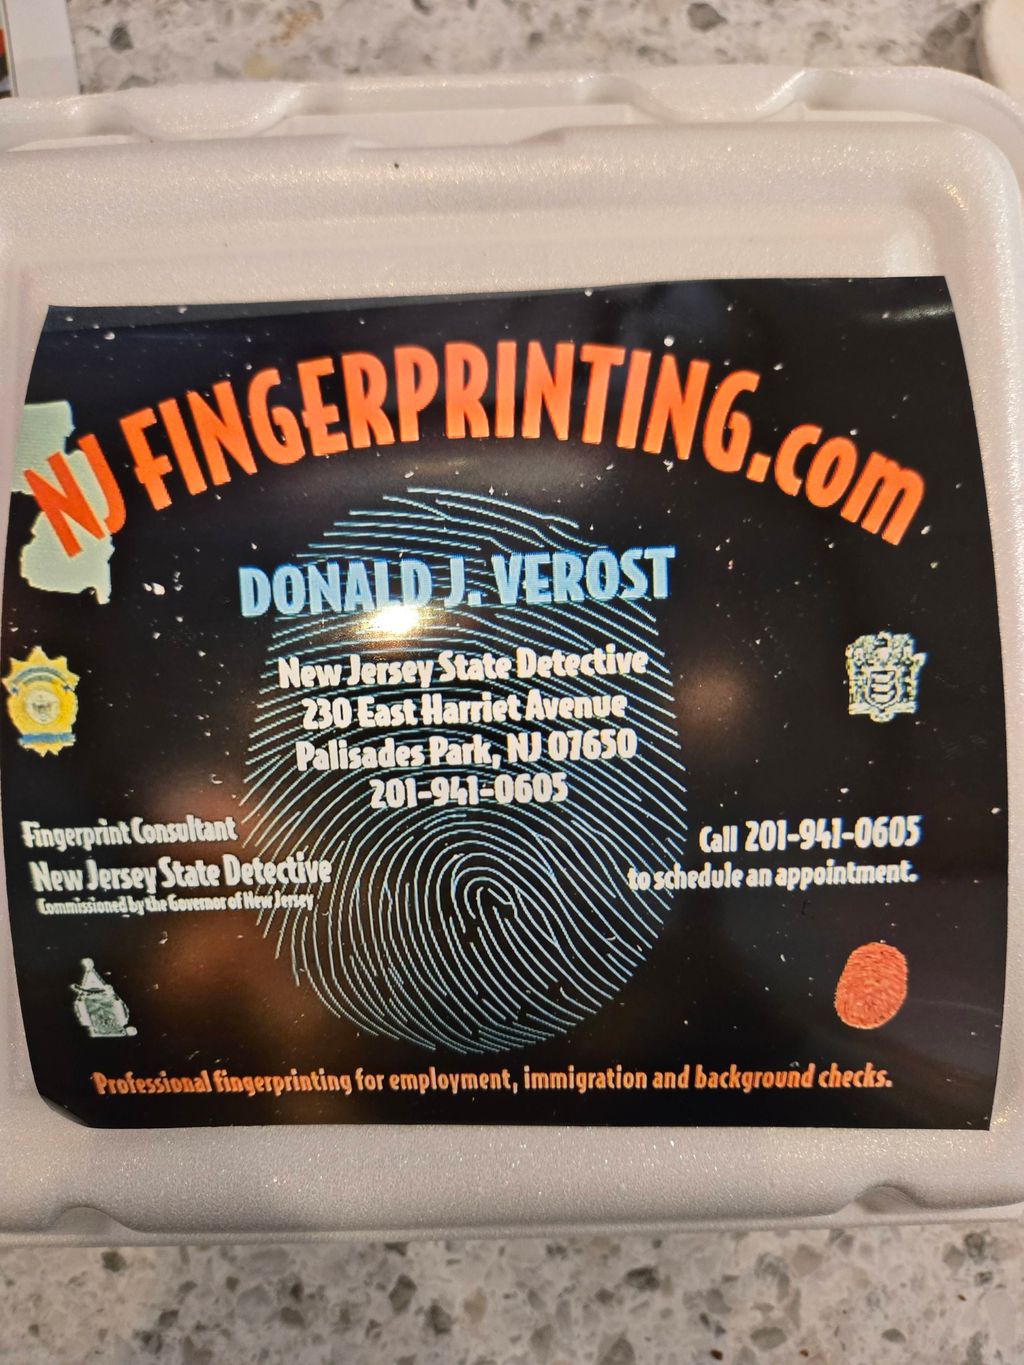 NJ FINGERPRINTING.com
DONALD J. VEROST
New Jersey State Detective
230 East Harriet Avenue
Palisades Park, NJ 07650
201-941-0605
Fingerprint Consultant
New Jersey State Detective
Commissioned by the Governor of New Jersey
Call 201-941-0605
to schedule an appointment.
Professional fingerprinting for employment, immigration and background checks.